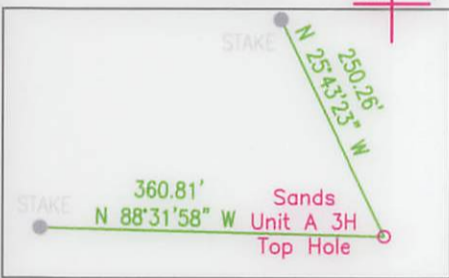 STAKE
250.26'
N 25°43'23" W
STAKE
360.81'
N 88°31'58" W
Sands
Unit A 3H
Top Hole